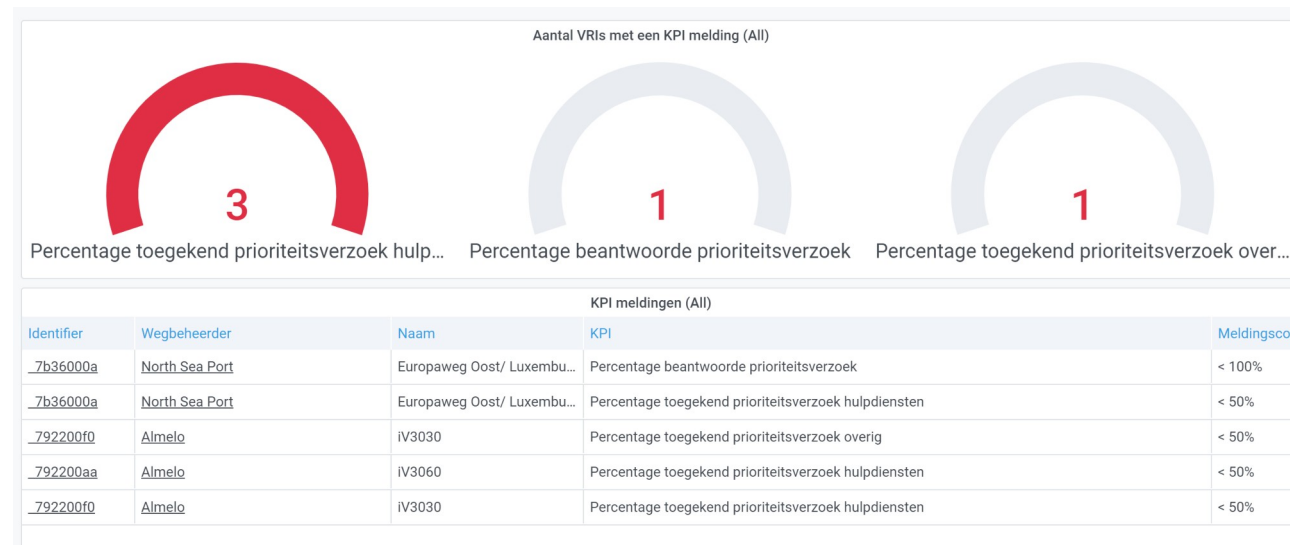 Aantal VRIs met een KPI melding (All)
3 1 1
Percentage toegekend prioriteitsverzoek hulp... Percentage beantwoorde prioriteitsverzoek Percentage toegekend prioriteitsverzoek over...
KPI meldingen (All)
Identifier Wegbeheerder Naam KPI Meldingsco
_7b36000a North Sea Port Europaweg Oost/ Luxembu... Percentage beantwoorde prioriteitsverzoek < 100%
_7b36000a North Sea Port Europaweg Oost/ Luxembu... Percentage toegekend prioriteitsverzoek hulpdiensten < 50%
_792200f0 Almelo iV3030 Percentage toegekend prioriteitsverzoek overig < 50%
_792200aa Almelo iV3060 Percentage toegekend prioriteitsverzoek hulpdiensten < 50%
_792200f0 Almelo iV3030 Percentage toegekend prioriteitsverzoek hulpdiensten < 50%